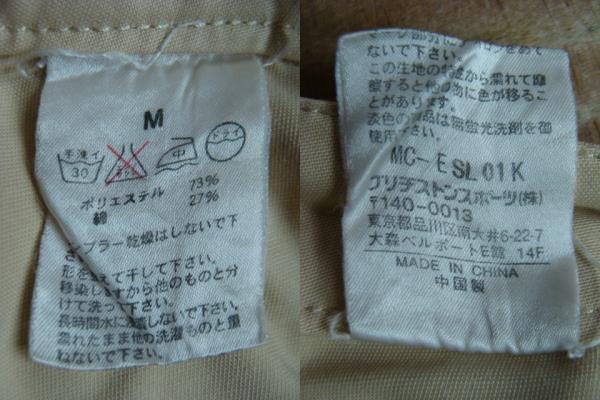 M
手洗イ
30
エンソ
中
ドライ
ポリエステル 73%
綿 27%
タンブラー乾燥はしないで下
さい。
形を整えて干して下さい。
移染しますから他のものと分
けて洗って下さい。
長時間水に浸漬しないで下さい。
濡れたまま他の洗濯ものと重
ねないで下さい。
ないで下さい。
この生地の特性から濡れて摩
擦すると他の物に色が移るこ
とがあります。
淡色の商品は無蛍光洗剤を御
使用下さい。
MC-ESL01K
ブリヂストンスポーツ(株)
〒140-0013
東京都品川区南大井6-22-7
大森ベルポートE館 14F
MADE IN CHINA
中国製